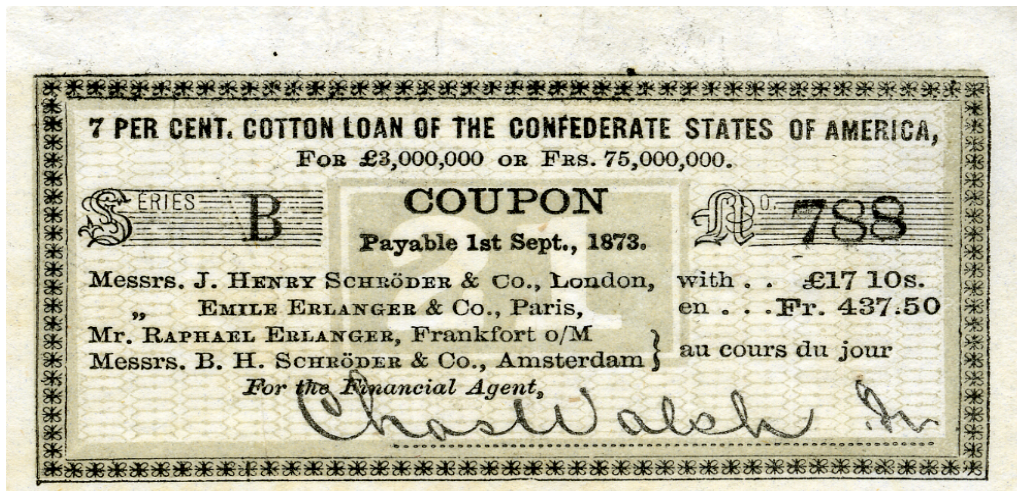 7 PER CENT. COTTON LOAN OF THE CONFEDERATE STATES OF AMERICA,
FOR £3,000,000 OR FRS. 75,000,000.
SÉRIES B COUPON No. 788
21
Payable 1st Sept., 1873.
Messrs. J. HENRY SCHRÖDER & Co., London, with . . £17 10s.
„ EMILE ERLANGER & Co., Paris, en . . . Fr. 437.50
Mr. RAPHAEL ERLANGER, Frankfort o/M
Messrs. B. H. SCHRÖDER & Co., Amsterdam } au cours du jour
For the Financial Agent,
Chas Walsh Jr